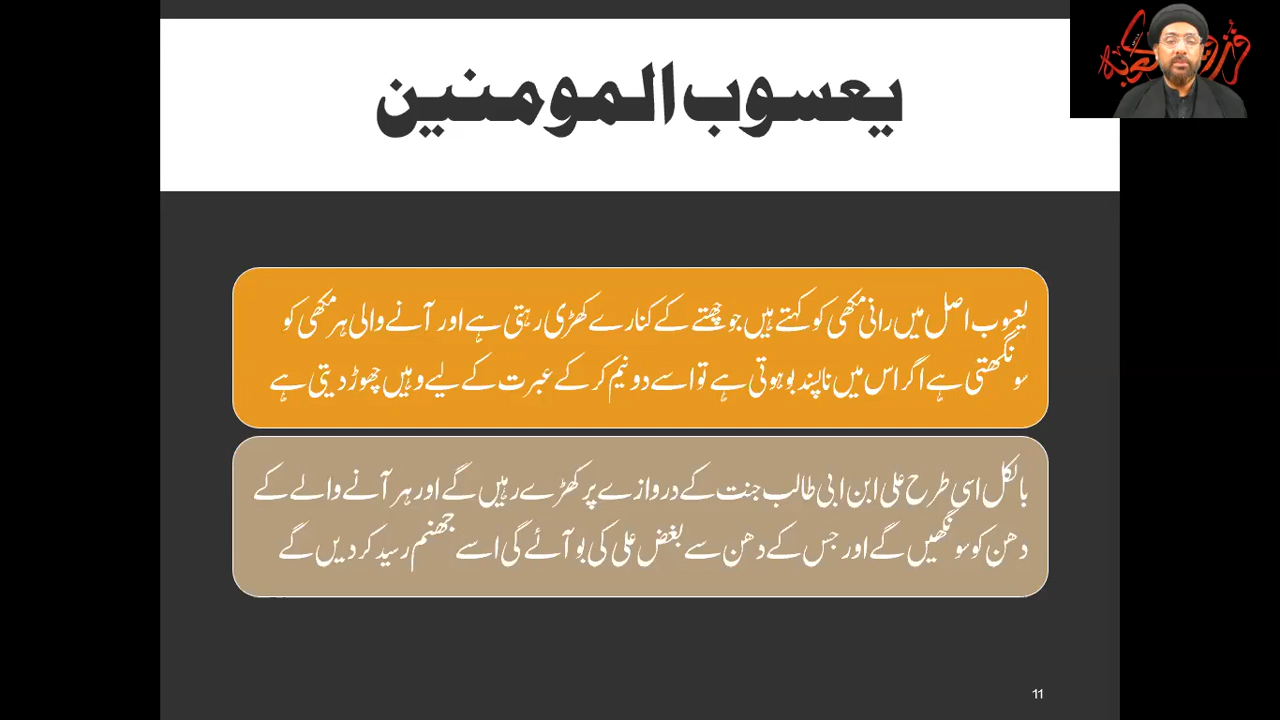 یعسوب المومنین
یعسوب اصل میں رانی مکھی کو کہتے ہیں جو چھتے کے کنارے کھڑی رہتی ہے اور آنے والی ہر مکھی کو
سونگھتی ہے اگر اس میں ناپسند بو ہوتی ہے تو اسے دو نیم کر کے عبرت کے لیے وہیں چھوڑ دیتی ہے
بالکل اسی طرح علی ابن ابی طالب جنت کے دروازے پر کھڑے رہیں گے اور ہر آنے والے کے
دھن کو سونگھیں گے اور جس کے دھن سے بغض علی کی بو آئے گی اسے جھنم رسید کر دیں گے
11